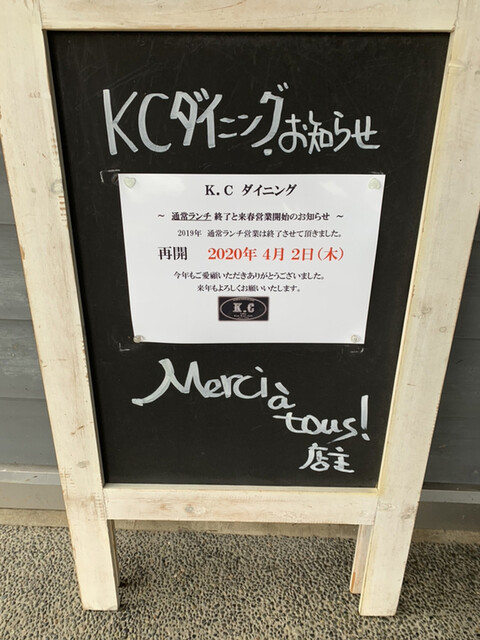 KCダイニング.お知らせ
K.C ダイニング
～ 通常ランチ 終了と来春営業開始のお知らせ ～
2019年 通常ランチ営業は終了させて頂きました。
再開 2020年 4月 2日(木)
今年もご愛顧いただきありがとうございました。
来年もよろしくお願いいたします。
K.C
Merci à
tous!
店主